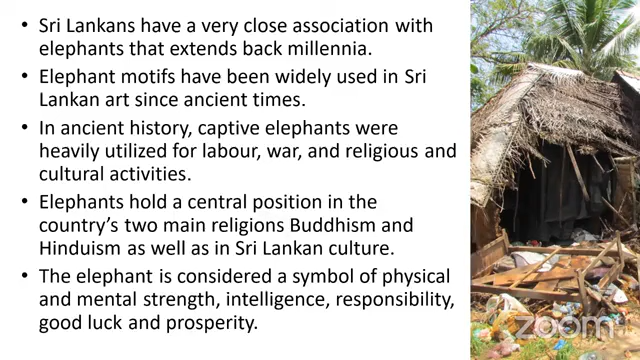 • Sri Lankans have a very close association with
elephants that extends back millennia.
• Elephant motifs have been widely used in Sri
Lankan art since ancient times.
• In ancient history, captive elephants were
heavily utilized for labour, war, and religious and
cultural activities.
• Elephants hold a central position in the
country's two main religions Buddhism and
Hinduism as well as in Sri Lankan culture.
• The elephant is considered a symbol of physical
and mental strength, intelligence, responsibility,
good luck and prosperity.
zoom